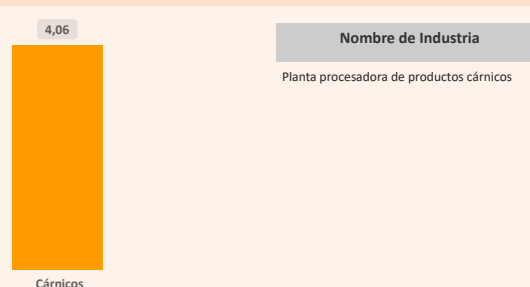 4,06
Nombre de Industria
Planta procesadora de productos cárnicos
Cárnicos